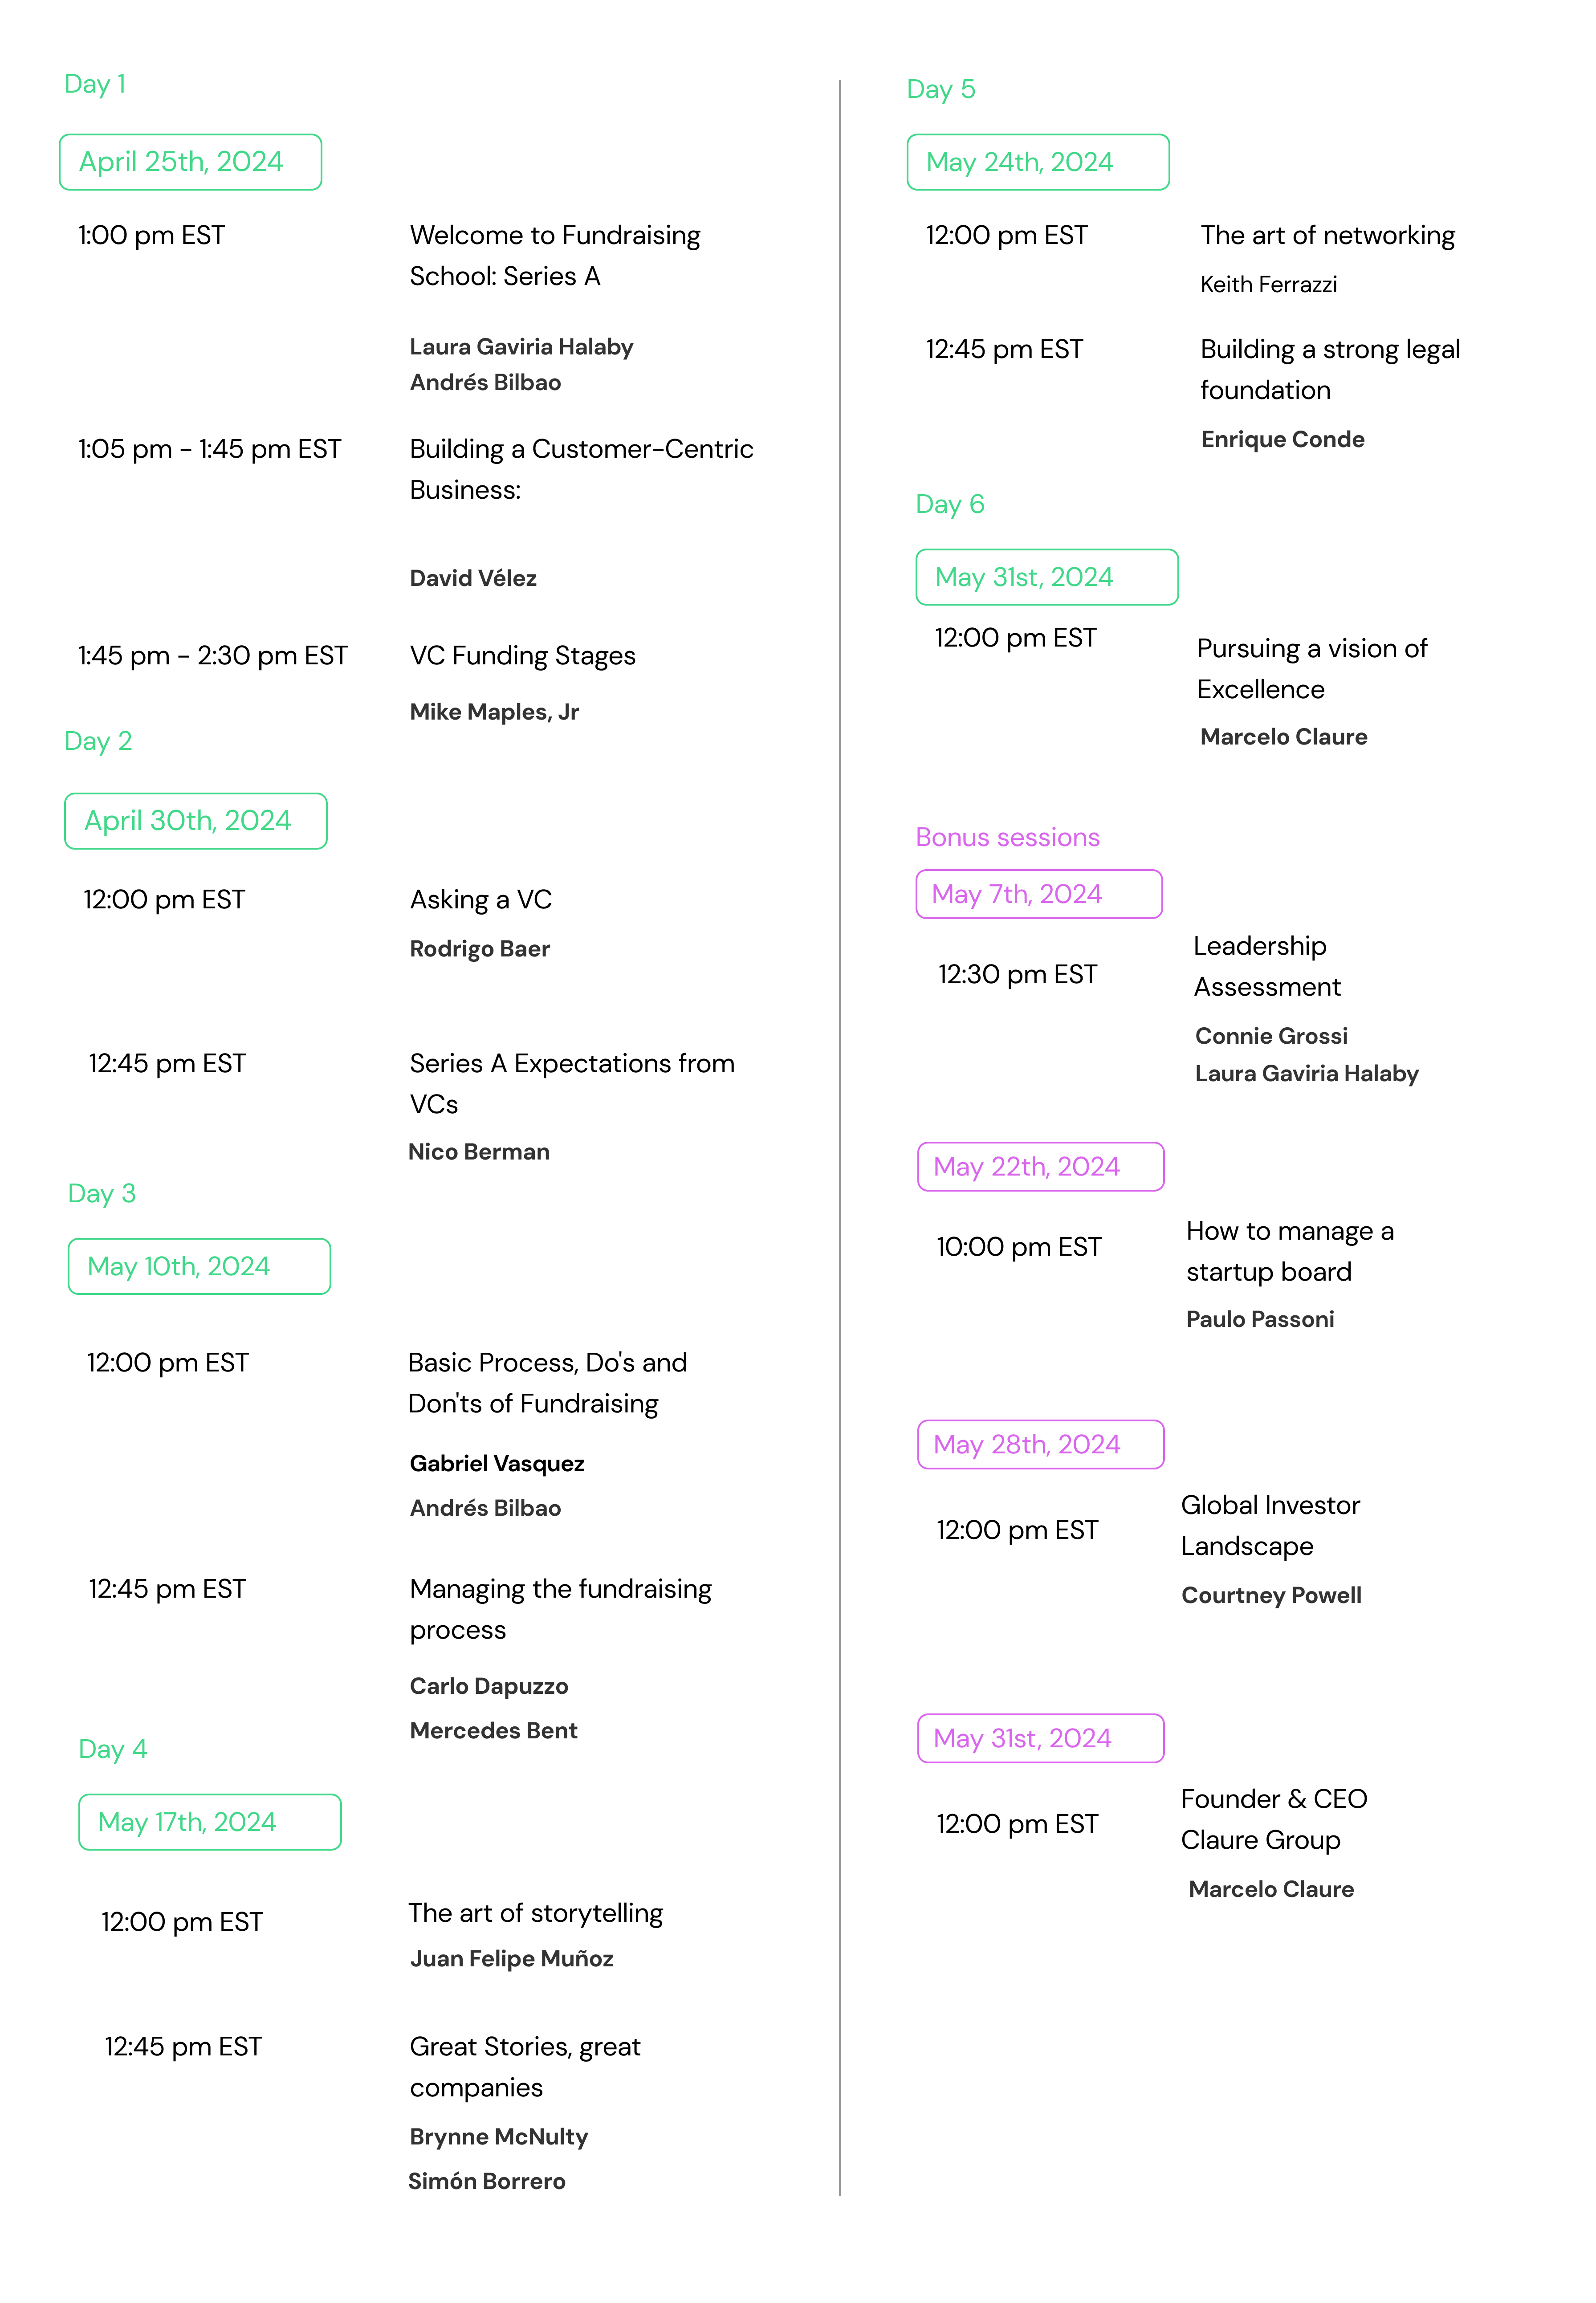 Day 1
April 25th, 2024
1:00 pm EST
Welcome to Fundraising
School: Series A
Laura Gaviria Halaby
Andrés Bilbao
1:05 pm - 1:45 pm EST
Building a Customer-Centric
Business:
David Vélez
1:45 pm - 2:30 pm EST
VC Funding Stages
Mike Maples, Jr
Day 2
April 30th, 2024
12:00 pm EST
Asking a VC
Rodrigo Baer
12:45 pm EST
Series A Expectations from
VCs
Nico Berman
Day 3
May 10th, 2024
12:00 pm EST
Basic Process, Do's and
Don'ts of Fundraising
Gabriel Vasquez
Andrés Bilbao
12:45 pm EST
Managing the fundraising
process
Carlo Dapuzzo
Mercedes Bent
Day 4
May 17th, 2024
12:00 pm EST
The art of storytelling
Juan Felipe Muñoz
12:45 pm EST
Great Stories, great
companies
Brynne McNulty
Simón Borrero
Day 5
May 24th, 2024
12:00 pm EST
The art of networking
Keith Ferrazzi
12:45 pm EST
Building a strong legal
foundation
Enrique Conde
Day 6
May 31st, 2024
12:00 pm EST
Pursuing a vision of
Excellence
Marcelo Claure
Bonus sessions
May 7th, 2024
12:30 pm EST
Leadership
Assessment
Connie Grossi
Laura Gaviria Halaby
May 22th, 2024
10:00 pm EST
How to manage a
startup board
Paulo Passoni
May 28th, 2024
12:00 pm EST
Global Investor
Landscape
Courtney Powell
May 31st, 2024
12:00 pm EST
Founder & CEO
Claure Group
Marcelo Claure